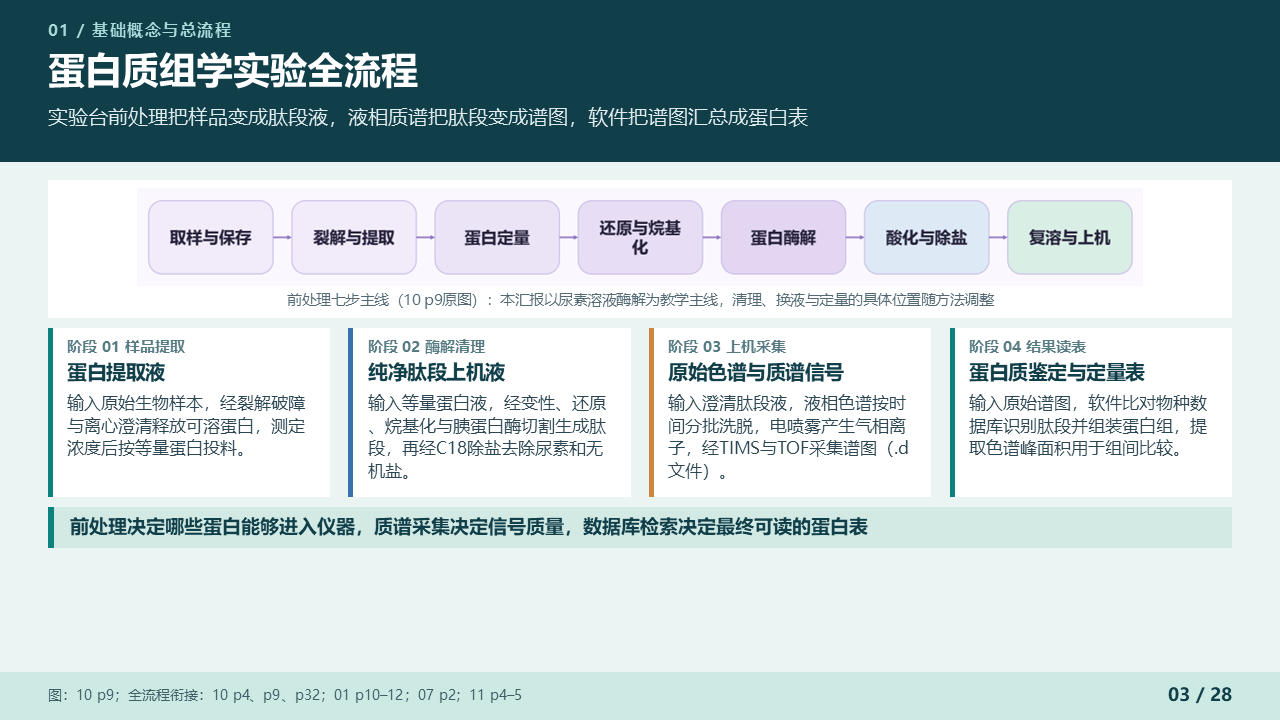 01 / 基础概念与总流程
蛋白质组学实验全流程
实验台前处理把样品变成肽段液，液相质谱把肽段变成谱图，软件把谱图汇总成蛋白表
取样与保存
裂解与提取
蛋白定量
还原与烷基
化
蛋白酶解
酸化与除盐
复溶与上机
前处理七步主线（10 p9原图）：本汇报以尿素溶液酶解为教学主线，清理、换液与定量的具体位置随方法调整
阶段 01 样品提取
蛋白提取液
输入原始生物样本，经裂解破障
与离心澄清释放可溶蛋白，测定
浓度后按等量蛋白投料。
阶段 02 酶解清理
纯净肽段上机液
输入等量蛋白液，经变性、还原
、烷基化与胰蛋白酶切割生成肽
段，再经C18除盐去除尿素和无
机盐。
阶段 03 上机采集
原始色谱与质谱信号
输入澄清肽段液，液相色谱按时
间分批洗脱，电喷雾产生气相离
子，经TIMS与TOF采集谱图（.d
文件）。
阶段 04 结果读表
蛋白质鉴定与定量表
输入原始谱图，软件比对物种数
据库识别肽段并组装蛋白组，提
取色谱峰面积用于组间比较。
前处理决定哪些蛋白能够进入仪器，质谱采集决定信号质量，数据库检索决定最终可读的蛋白表
图：10 p9；全流程衔接：10 p4、p9、p32；01 p10–12；07 p2；11 p4–5
03 / 28